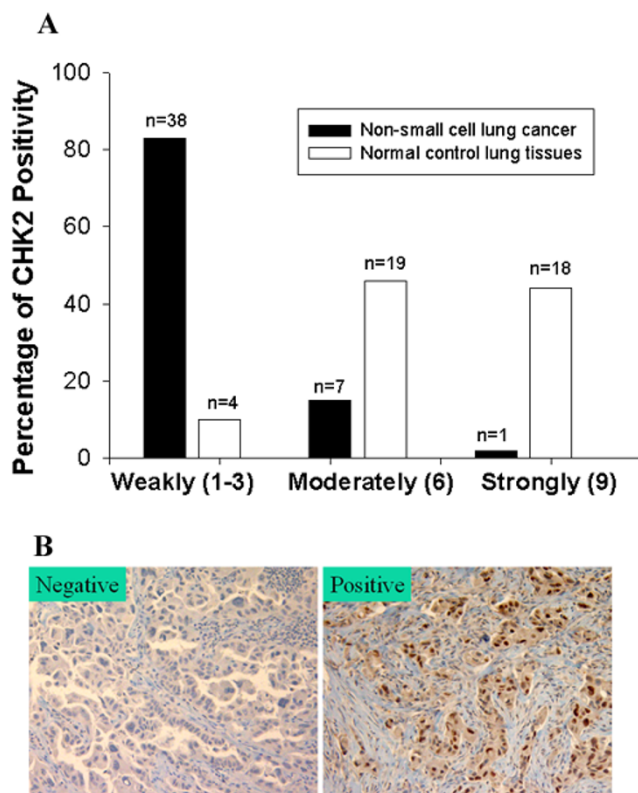 A
Percentage of CHK2 Positivity
100
80
60
40
20
0
n=38
n=4
n=7
n=19
n=1
n=18
Non-small cell lung cancer
Normal control lung tissues
Weakly (1-3) Moderately (6) Strongly (9)
B
Negative Positive